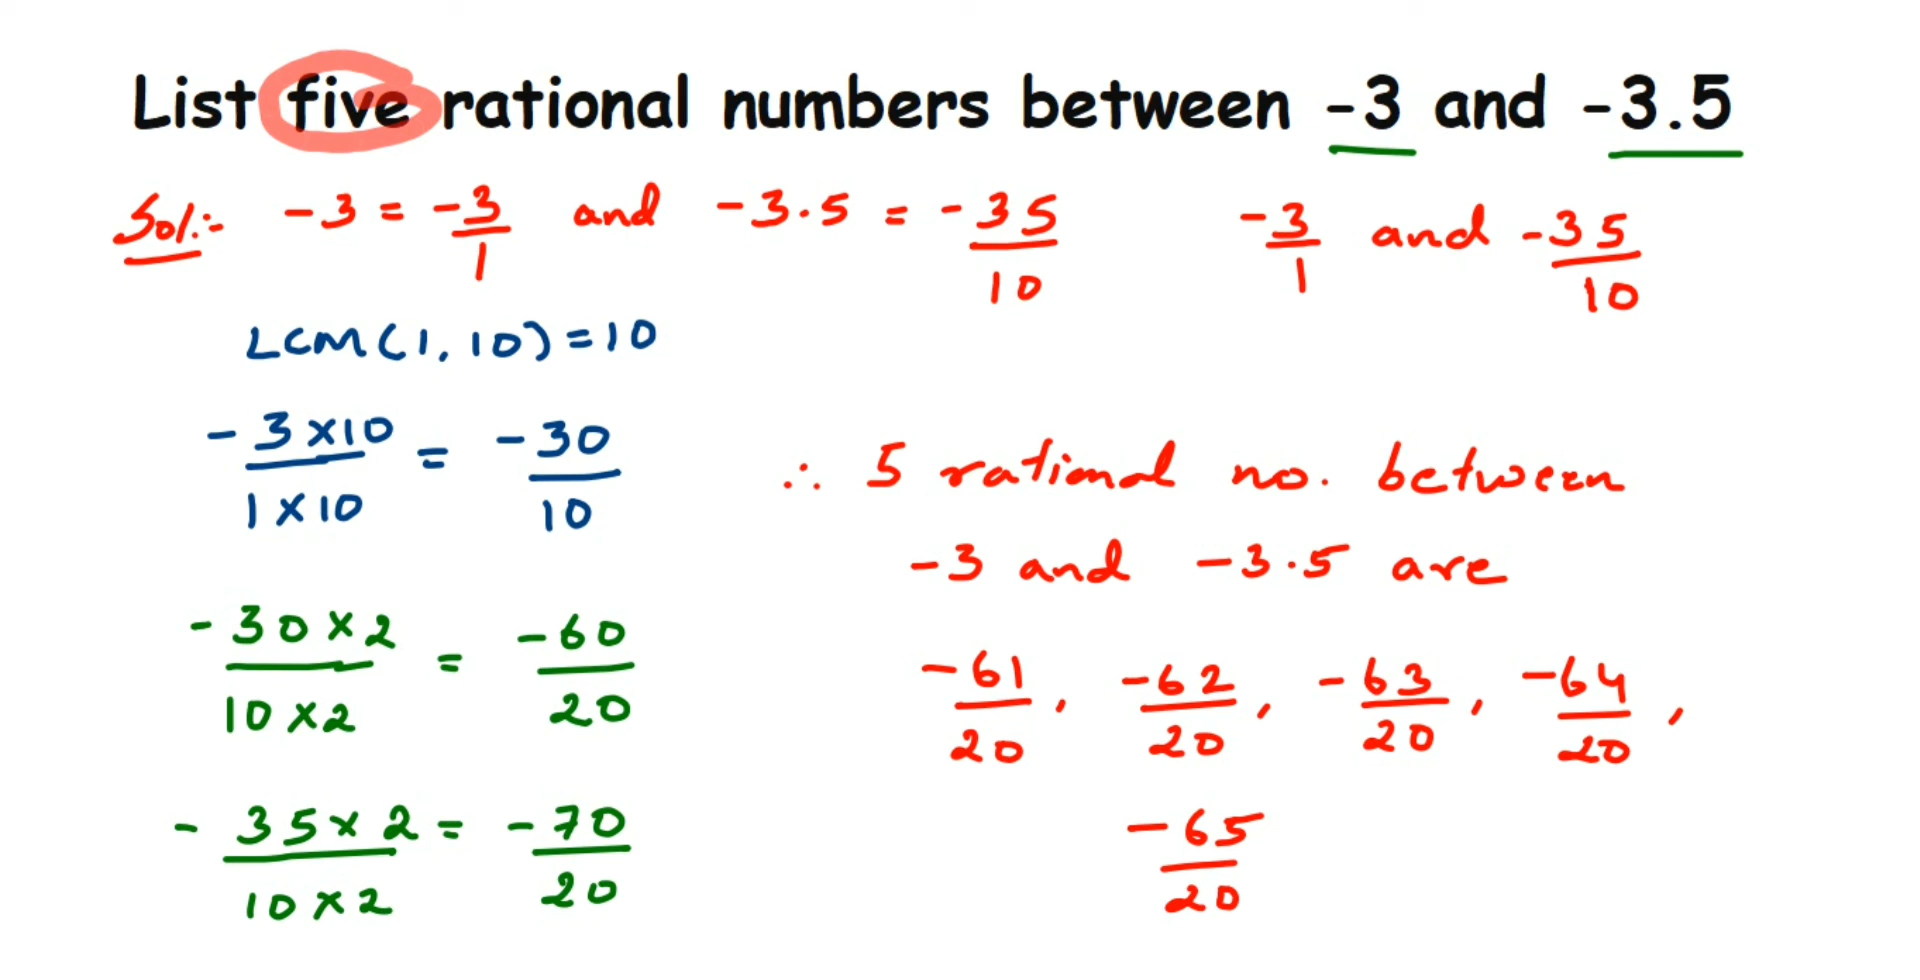 List five rational numbers between -3 and -3.5
Sol:- -3 = -3/1 and -3.5 = -35/10 -3/1 and -35/10
LCM(1, 10) = 10
-3×10/1×10 = -30/10
-30×2/10×2 = -60/20
-35×2/10×2 = -70/20
∴ 5 rational no. between
-3 and -3.5 are
-61/20, -62/20, -63/20, -64/20,
-65/20